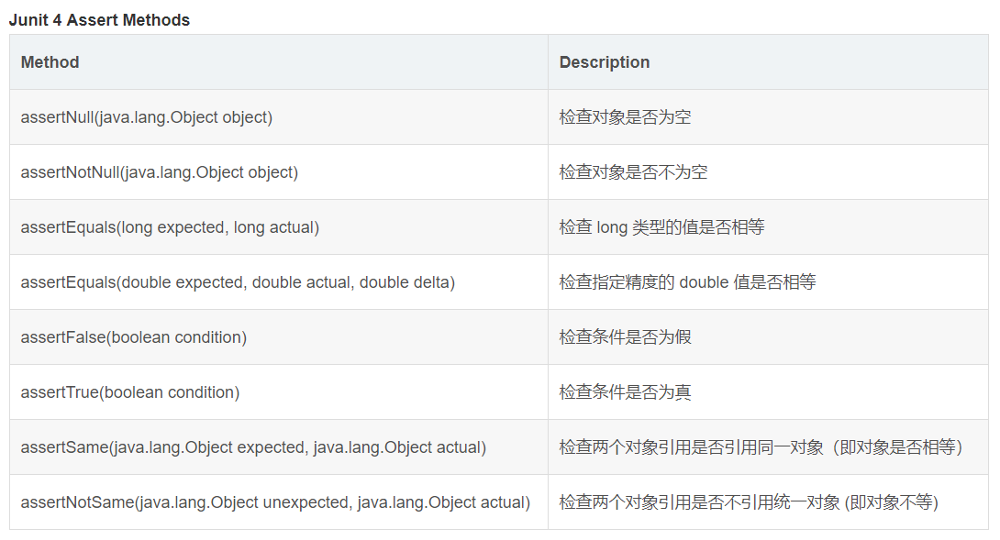 Junit 4 Assert Methods
Method Description
assertNull(java.lang.Object object) 检查对象是否为空
assertNotNull(java.lang.Object object) 检查对象是否不为空
assertEquals(long expected, long actual) 检查 long 类型的值是否相等
assertEquals(double expected, double actual, double delta) 检查指定精度的 double 值是否相等
assertFalse(boolean condition) 检查条件是否为假
assertTrue(boolean condition) 检查条件是否为真
assertSame(java.lang.Object expected, java.lang.Object actual) 检查两个对象引用是否引用同一对象（即对象是否相等）
assertNotSame(java.lang.Object unexpected, java.lang.Object actual) 检查两个对象引用是否不引用统一对象 (即对象不等)